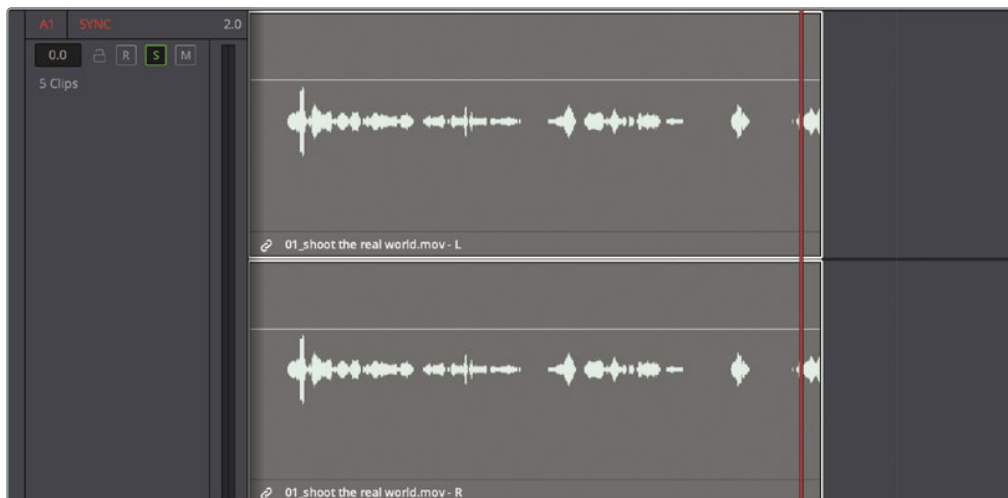 A1 SYNC 2.0
0.0 R S M
5 Clips
01_shoot the real world.mov - L
01_shoot the real world.mov - R